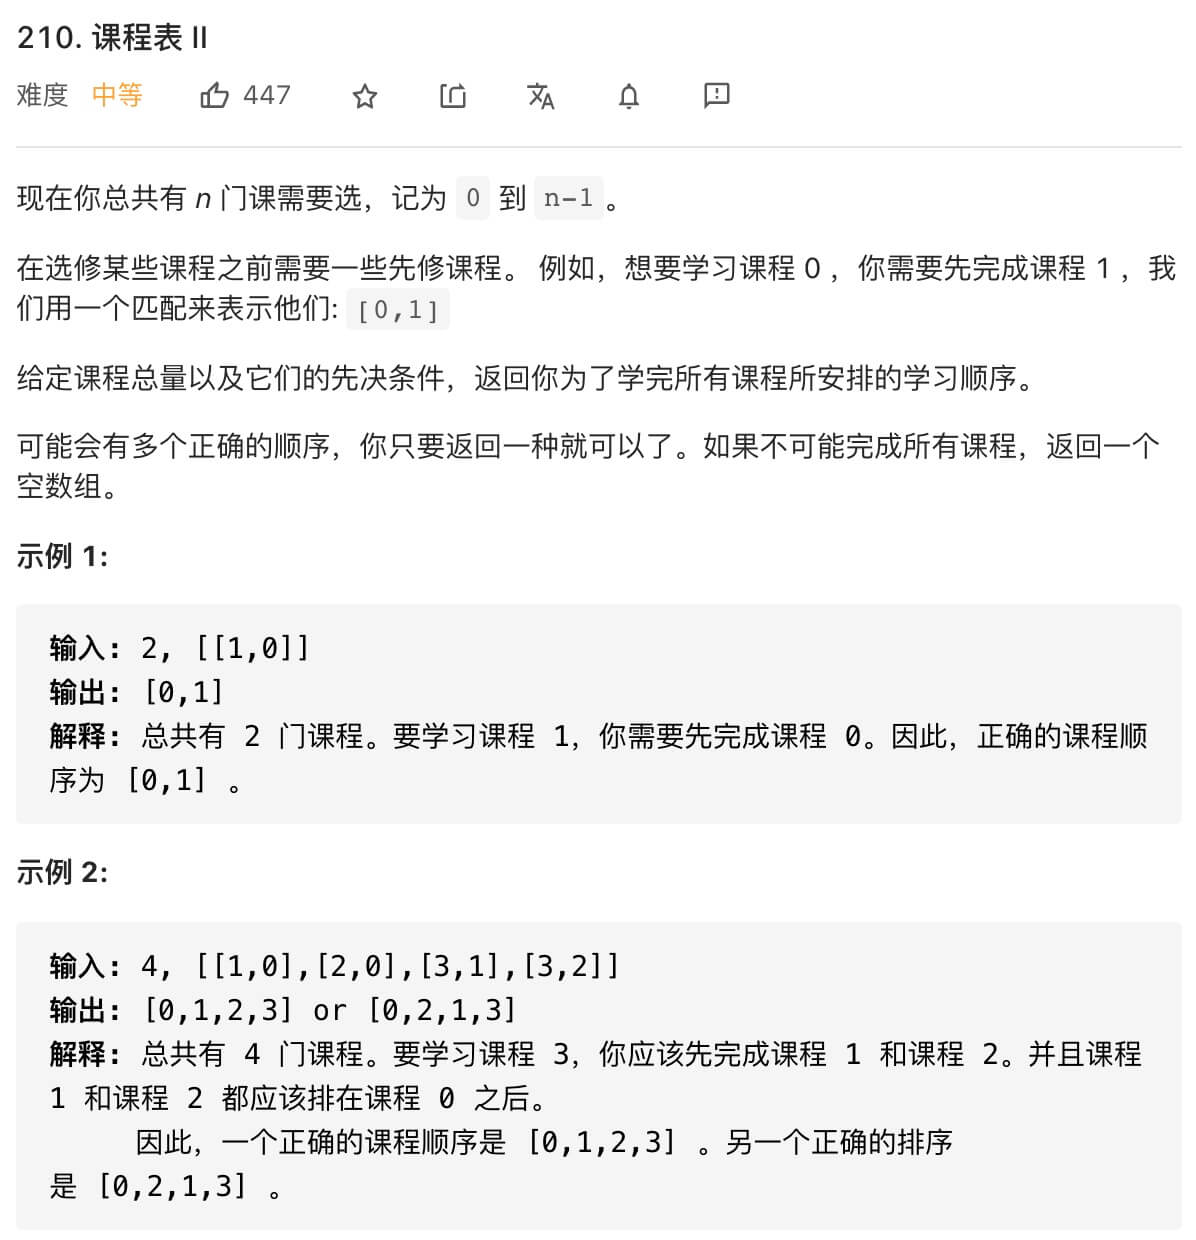 210. 课程表 II
难度 中等 447
现在你总共有 n 门课需要选，记为 0 到 n-1 。
在选修某些课程之前需要一些先修课程。 例如，想要学习课程 0 ，你需要先完成课程 1 ，我
们用一个匹配来表示他们: [0,1]
给定课程总量以及它们的先决条件，返回你为了学完所有课程所安排的学习顺序。
可能会有多个正确的顺序，你只要返回一种就可以了。如果不可能完成所有课程，返回一个
空数组。
示例 1:
输入: 2, [[1,0]]
输出: [0,1]
解释: 总共有 2 门课程。要学习课程 1，你需要先完成课程 0。因此，正确的课程顺
序为 [0,1] 。
示例 2:
输入: 4, [[1,0],[2,0],[3,1],[3,2]]
输出: [0,1,2,3] or [0,2,1,3]
解释: 总共有 4 门课程。要学习课程 3，你应该先完成课程 1 和课程 2。并且课程
1 和课程 2 都应该排在课程 0 之后。
因此，一个正确的课程顺序是 [0,1,2,3] 。另一个正确的排序
是 [0,2,1,3] 。